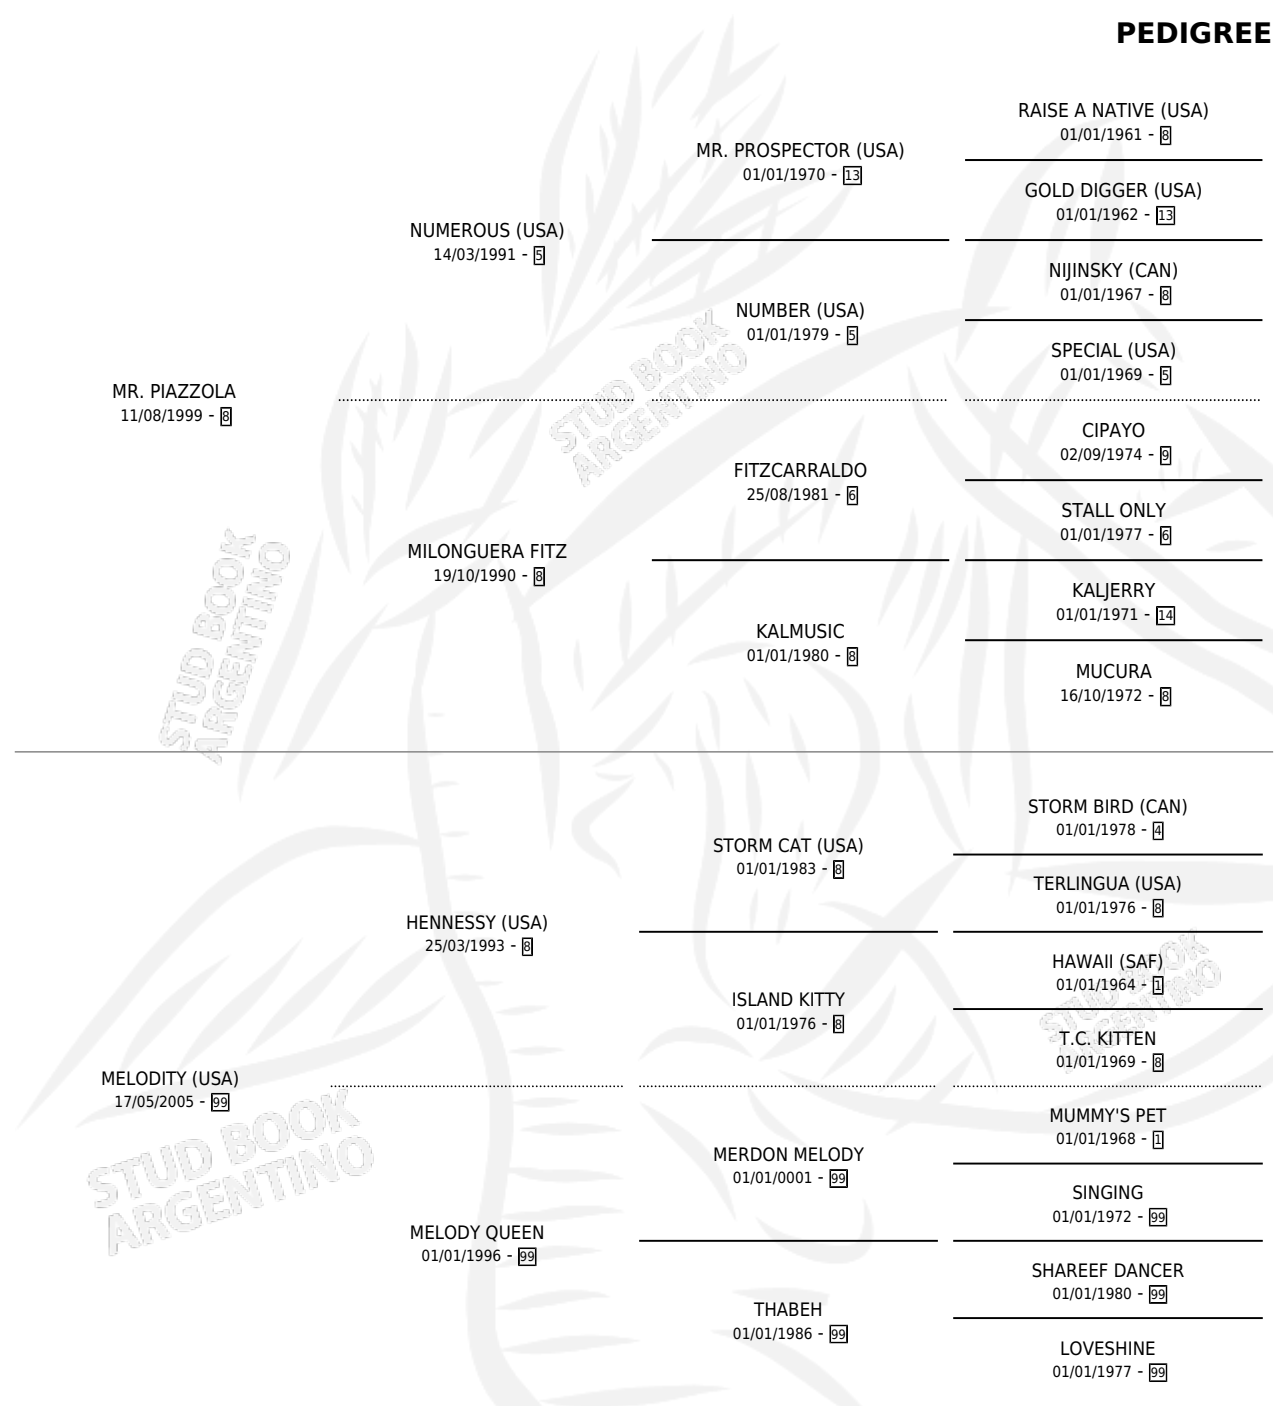 PEDIGREE
RAISE A NATIVE (USA)
01/01/1961 - 8
MR. PROSPECTOR (USA)
01/01/1970 - 13
GOLD DIGGER (USA)
01/01/1962 - 13
NUMEROUS (USA)
14/03/1991 - 5
NIJINSKY (CAN)
01/01/1967 - 8
NUMBER (USA)
01/01/1979 - 5
SPECIAL (USA)
01/01/1969 - 5
MR. PIAZZOLA
11/08/1999 - 8
CIPAYO
02/09/1974 - 9
FITZCARRALDO
25/08/1981 - 6
STALL ONLY
01/01/1977 - 6
MILONGUERA FITZ
19/10/1990 - 8
KALJERRY
01/01/1971 - 14
KALMUSIC
01/01/1980 - 8
MUCURA
16/10/1972 - 8
STORM BIRD (CAN)
01/01/1978 - 4
STORM CAT (USA)
01/01/1983 - 8
TERLINGUA (USA)
01/01/1976 - 8
HENNESSY (USA)
25/03/1993 - 8
HAWAII (SAF)
01/01/1964 - 1
ISLAND KITTY
01/01/1976 - 8
T.C. KITTEN
01/01/1969 - 8
MELODITY (USA)
17/05/2005 - 99
MUMMY'S PET
01/01/1968 - 1
MERDON MELODY
01/01/0001 - 99
SINGING
01/01/1972 - 99
MELODY QUEEN
01/01/1996 - 99
SHAREEF DANCER
01/01/1980 - 99
THABEH
01/01/1986 - 99
LOVESHINE
01/01/1977 - 99
STUD BOOK
ARGENTINO
STUD BOOK
ARGENTINO
STUD BOOK
ARGENTINO
STUD BOOK
ARGENTINO